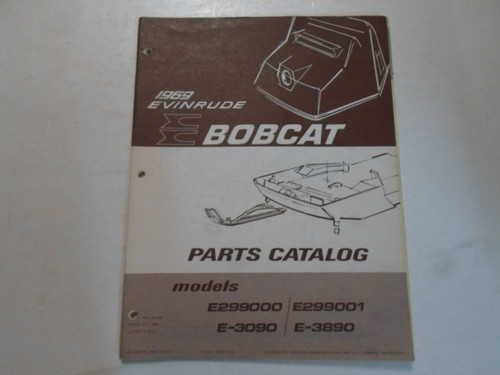 1969
EVINRUDE
BOBCAT
PARTS CATALOG
models
E299000 E299001
E-3090 E-3890